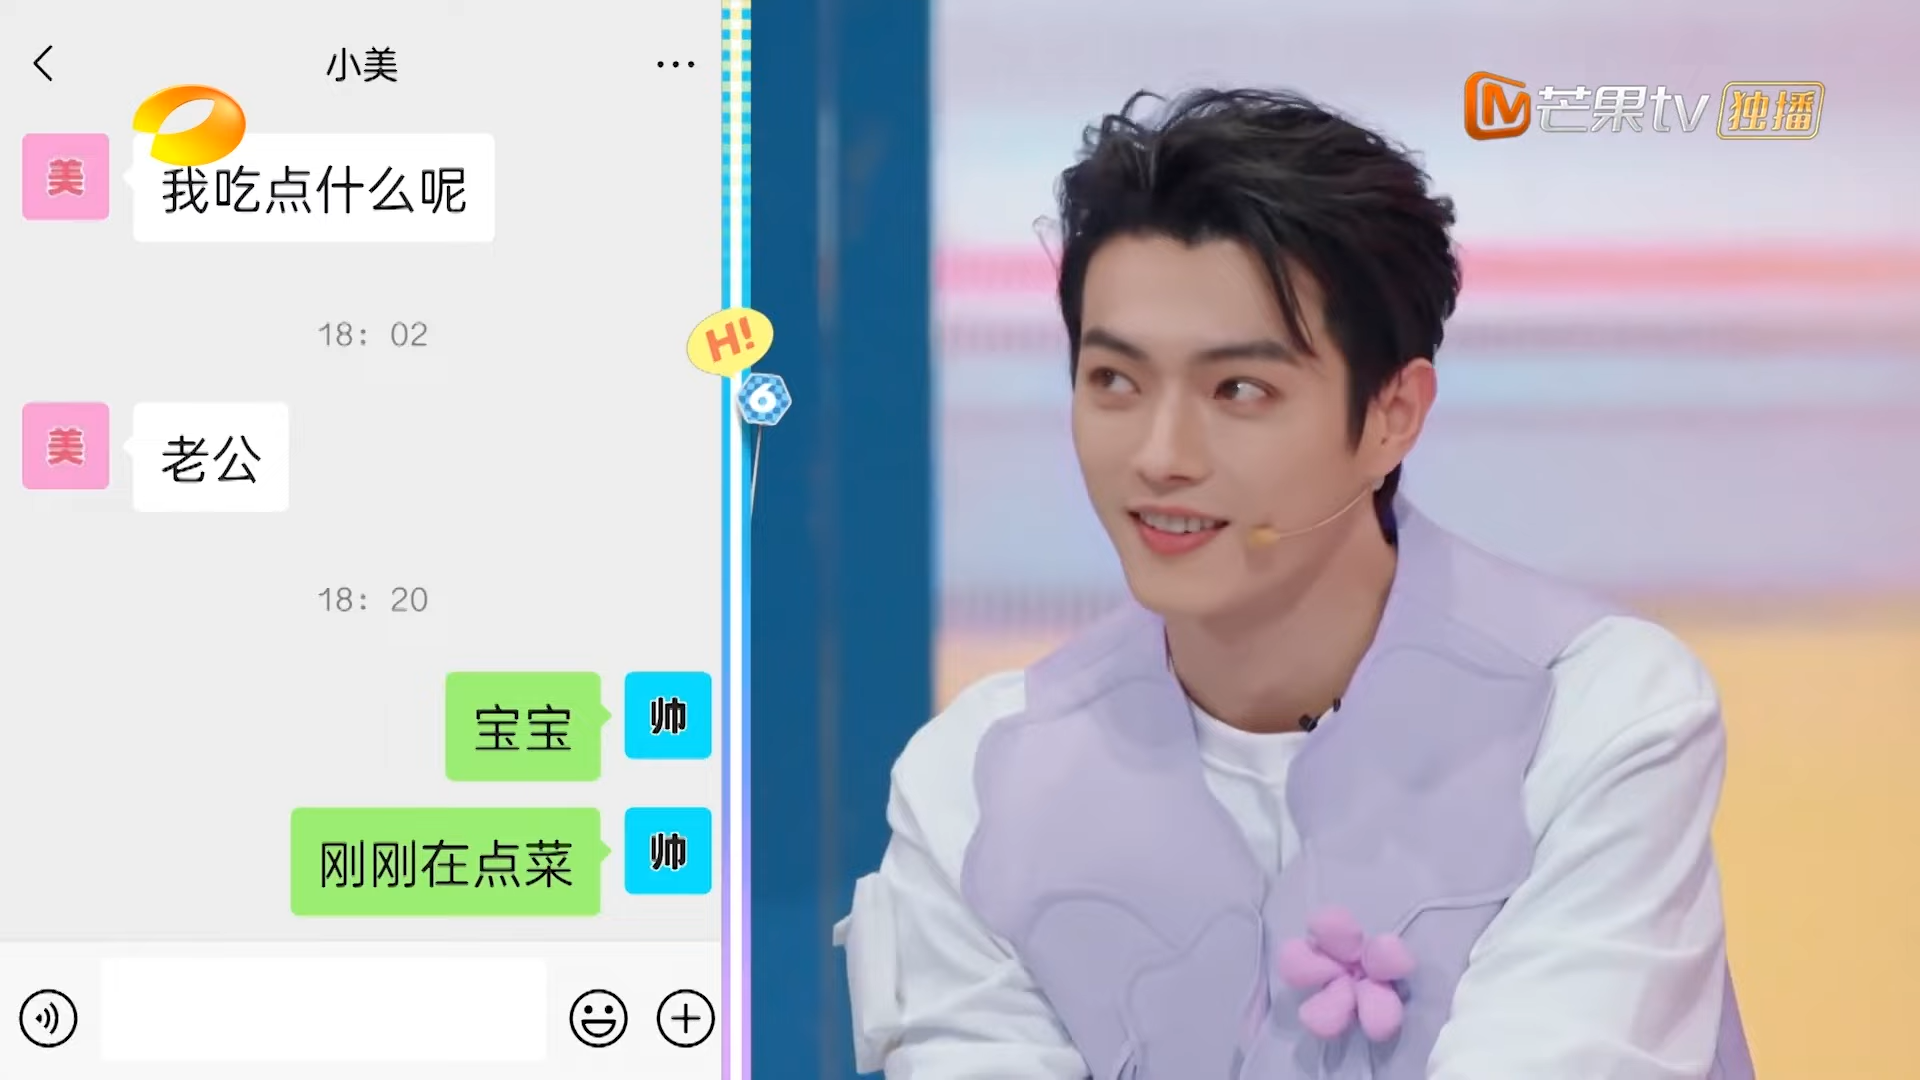 小美
美
我吃点什么呢
18：02
美
老公
18：20
宝宝
帅
刚刚在点菜
帅
H!
6
芒果tv
独播